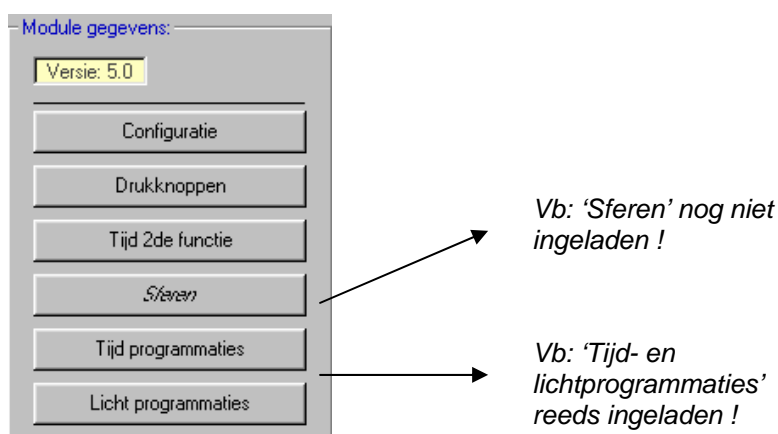 Module gegevens:
Versie: 5.0
Configuratie
Drukknoppen
Tijd 2de functie
Sferen
Tijd programmaties
Licht programmaties
Vb: ‘Sferen’ nog niet
ingeladen !
Vb: ‘Tijd- en
lichtprogrammaties’
reeds ingeladen !